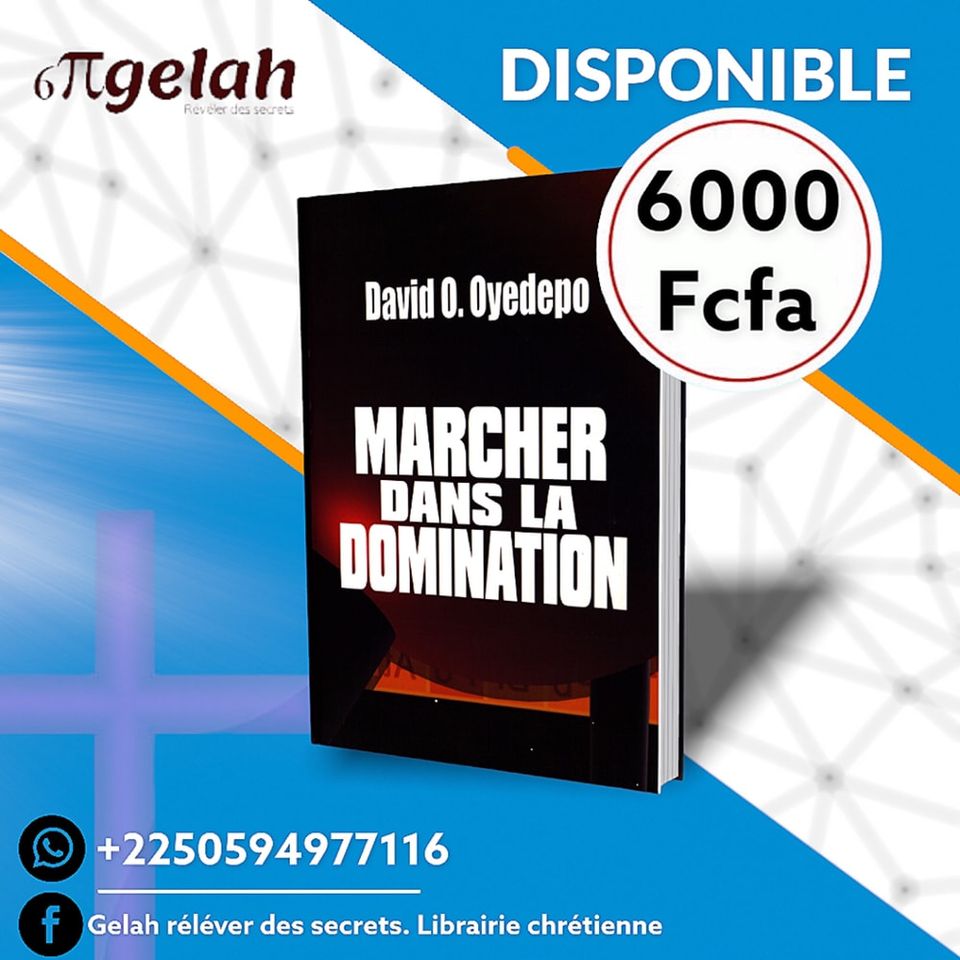 6πgelah
Révéler des secrets
DISPONIBLE
6000
Fcfa
David O. Oyedepo
MARCHER
DANS LA
DOMINATION
+2250594977116
Gelah réléver des secrets. Librairie chrétienne